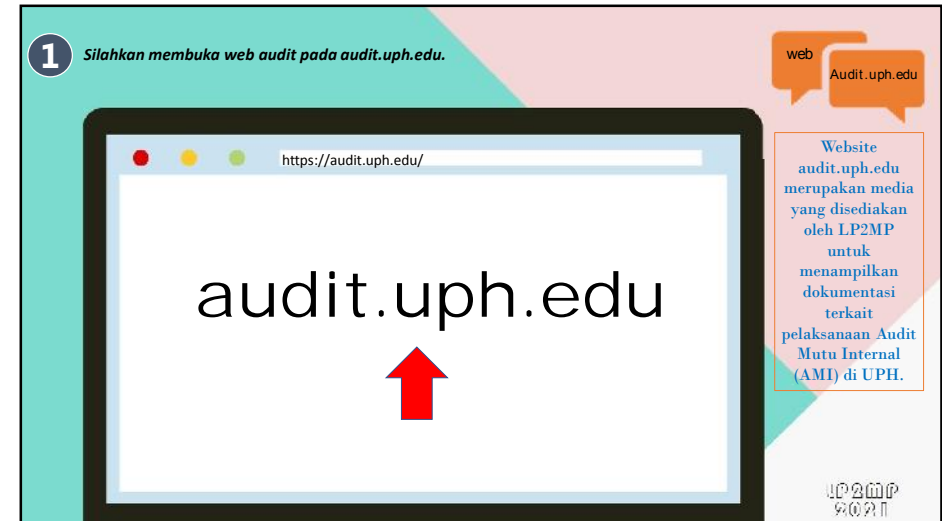 1
Silahkan membuka web audit pada audit.uph.edu.
web
Audit.uph.edu
https://audit.uph.edu/
audit.uph.edu
Website
audit.uph.edu
merupakan media
yang disediakan
oleh LP2MP
untuk
menampilkan
dokumentasi
terkait
pelaksanaan Audit
Mutu Internal
(AMI) di UPH.
LP2MP
2021